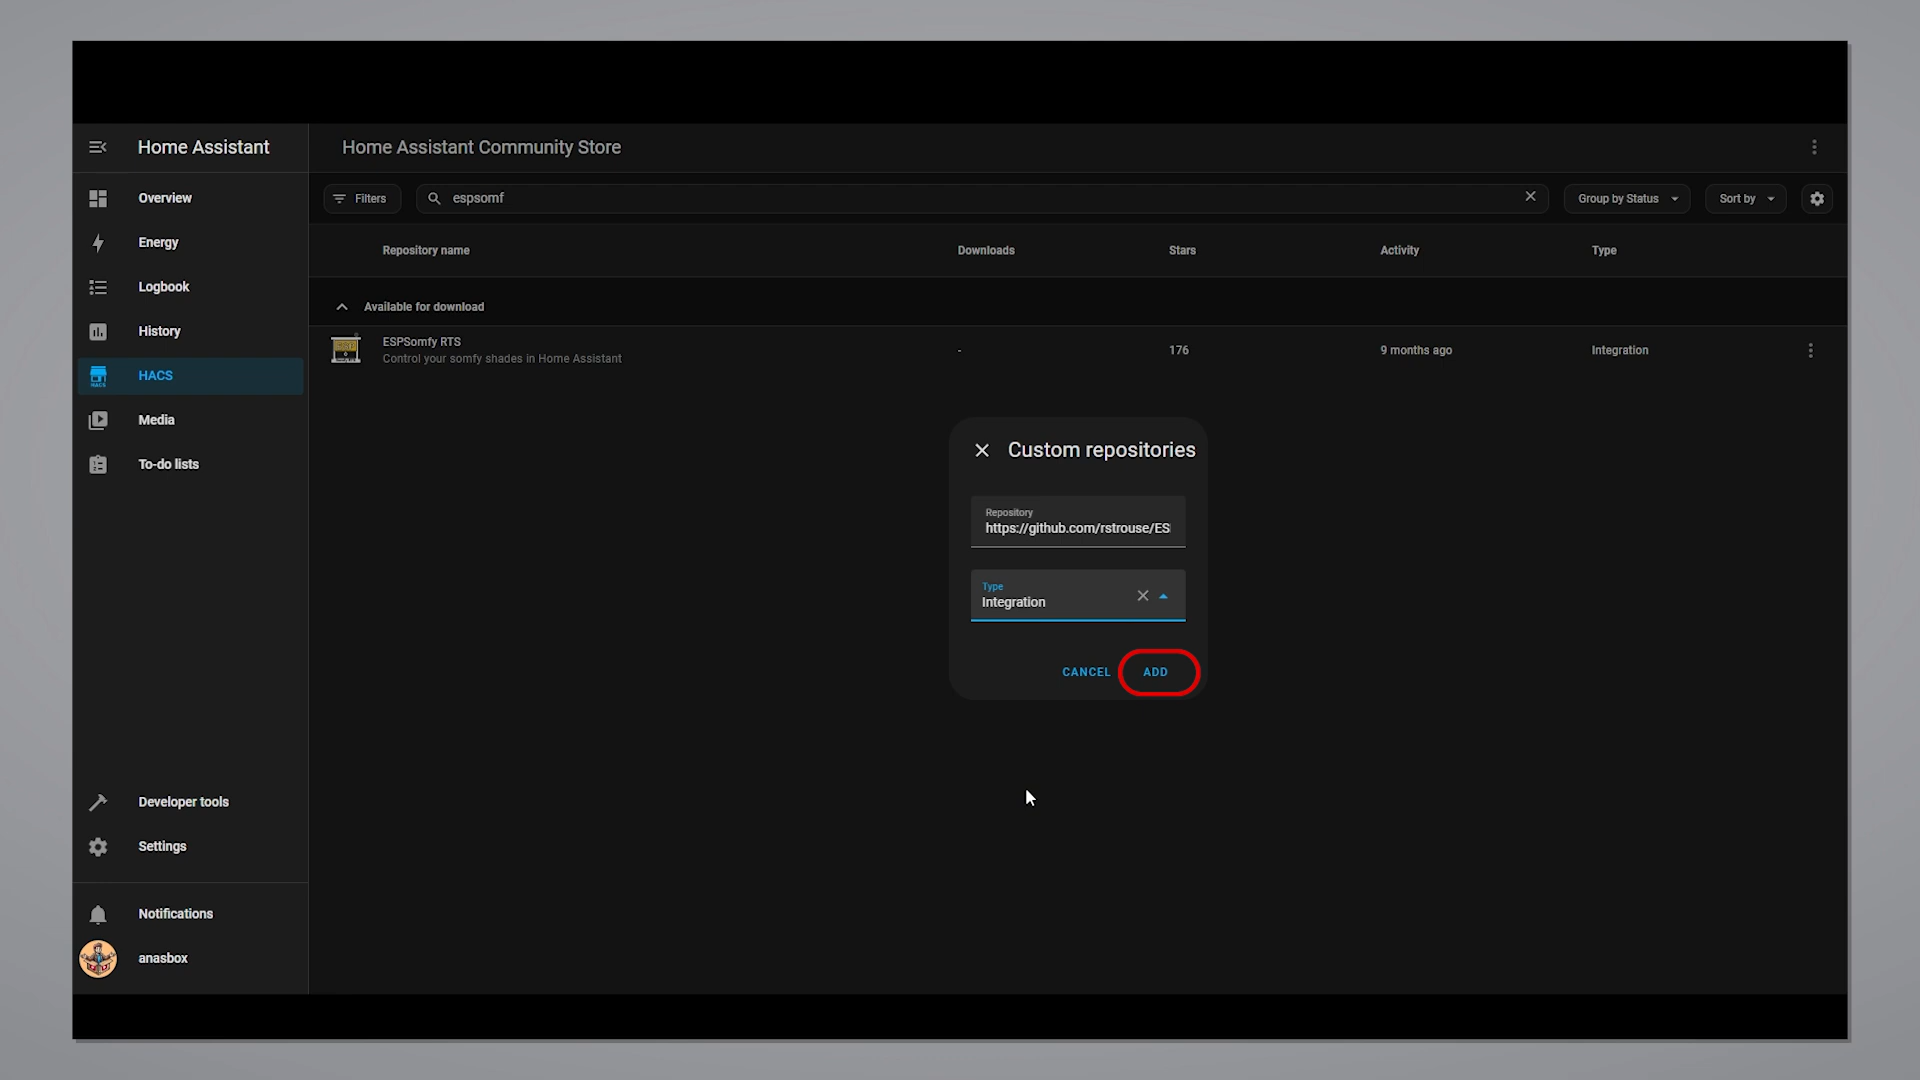 Home Assistant
Home Assistant Community Store
Overview
Energy
Logbook
History
HACS
HACS
Media
To-do lists
Developer tools
Settings
Notifications
anasbox
Filters
espsomf
Group by Status
Sort by
Repository name
Downloads
Stars
Activity
Type
Available for download
ESPSomfy RTS
Control your somfy shades in Home Assistant
-
176
9 months ago
Integration
Custom repositories
Repository
https://github.com/rstrouse/ES
Type
Integration
CANCEL
ADD